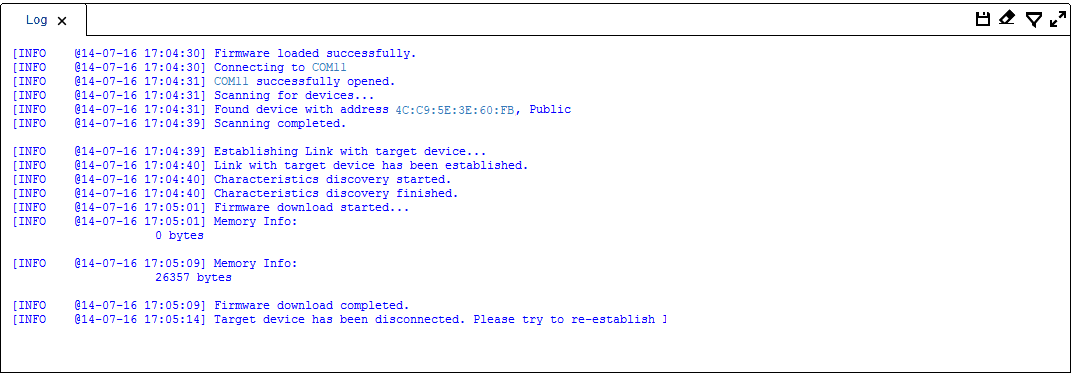 Log
[INFO @14-07-16 17:04:30] Firmware loaded successfully.
[INFO @14-07-16 17:04:30] Connecting to COM11
[INFO @14-07-16 17:04:31] COM11 successfully opened.
[INFO @14-07-16 17:04:31] Scanning for devices...
[INFO @14-07-16 17:04:31] Found device with address 4C:C9:5E:3E:60:FB, Public
[INFO @14-07-16 17:04:39] Scanning completed.
[INFO @14-07-16 17:04:39] Establishing Link with target device...
[INFO @14-07-16 17:04:40] Link with target device has been established.
[INFO @14-07-16 17:04:40] Characteristics discovery started.
[INFO @14-07-16 17:04:40] Characteristics discovery finished.
[INFO @14-07-16 17:05:01] Firmware download started...
[INFO @14-07-16 17:05:01] Memory Info:
0 bytes
[INFO @14-07-16 17:05:09] Memory Info:
26357 bytes
[INFO @14-07-16 17:05:09] Firmware download completed.
[INFO @14-07-16 17:05:14] Target device has been disconnected. Please try to re-establish